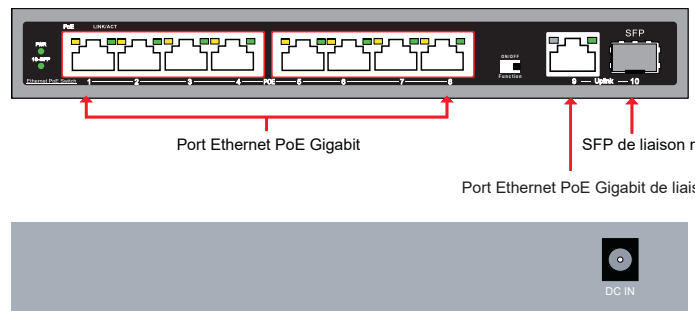 PoE LINK/ACT
SFP
PWR
10-SFP
ON/OFF
Function
Ethernet PoE Switch 1 2 3 4 POE 5 6 7 8 9 Uplink 10
Port Ethernet PoE Gigabit
SFP de liaison
Port Ethernet PoE Gigabit de
DC IN